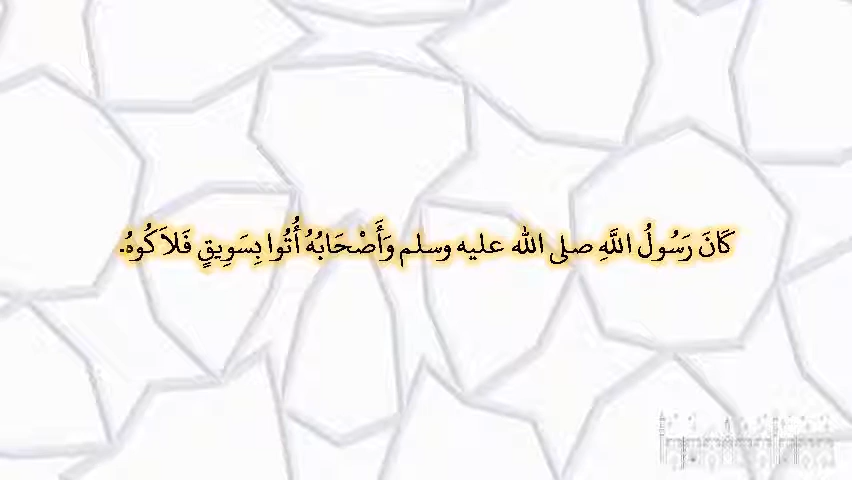 كَانَ رَسُولُ اللَّهِ صلى الله عليه وسلم وَأَصْحَابُهُ أُتُوا بِسَوِيقٍ فَلاَكُوهُ.